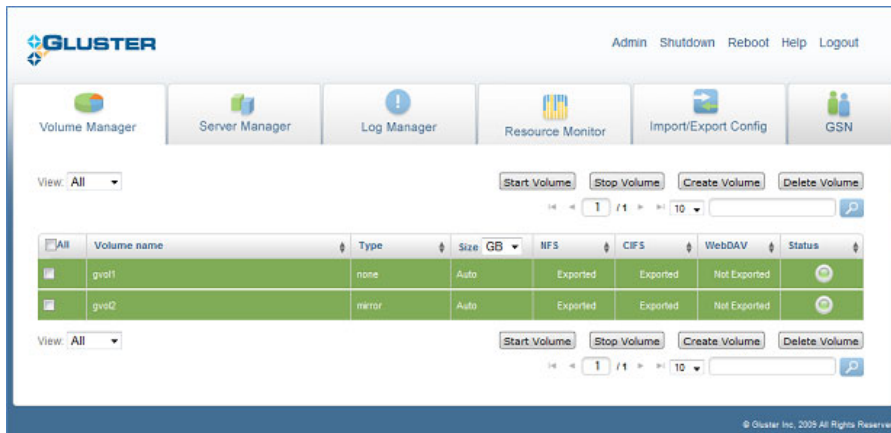 GLUSTER
Admin Shutdown Reboot Help Logout
Volume Manager Server Manager Log Manager Resource Monitor Import/Export Config GSN
View: All Start Volume Stop Volume Create Volume Delete Volume
1 /1 10
All Volume name Type Size GB NFS CIFS WebDAV Status
gvol1 none Auto Exported Exported Not Exported
gvol2 mirror Auto Exported Exported Not Exported
View: All Start Volume Stop Volume Create Volume Delete Volume
1 /1 10
© Gluster Inc, 2009 All Rights Reserve